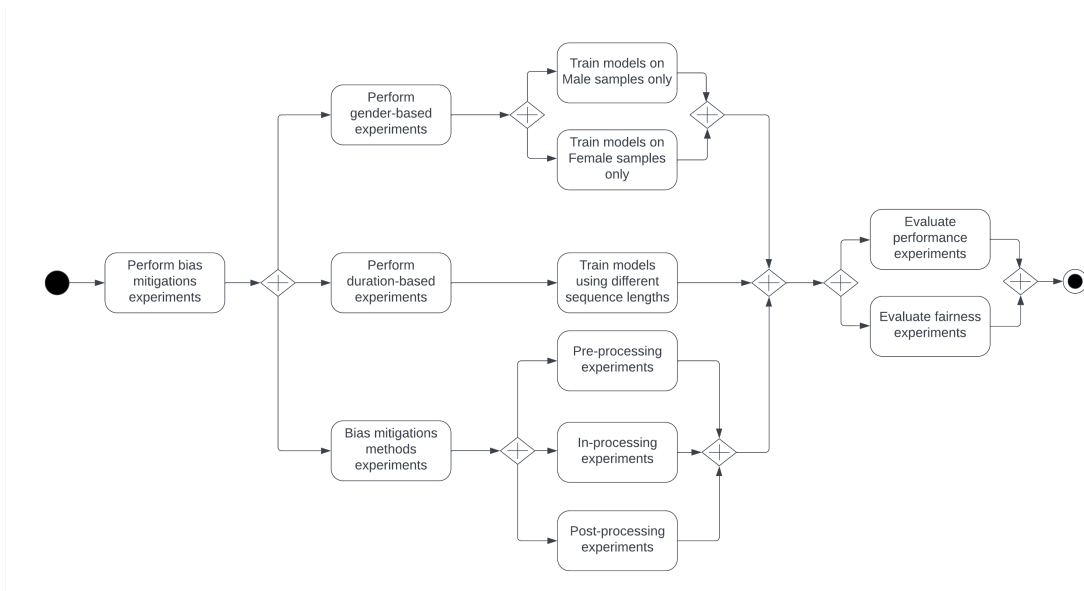 Train models on
Male samples only
Perform
gender-based
experiments
Train models on
Female samples
only
Evaluate
performance
experiments
Perform bias
mitigations
experiments
Perform
duration-based
experiments
Train models
using different
sequence lengths
Evaluate fairness
experiments
Pre-processing
experiments
Bias mitigations
methods
experiments
In-processing
experiments
Post-processing
experiments